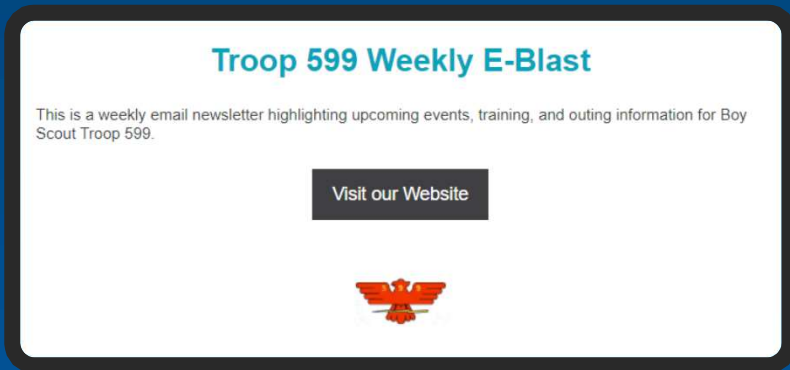 Troop 599 Weekly E-Blast
This is a weekly email newsletter highlighting upcoming events, training, and outing information for Boy
Scout Troop 599.
Visit our Website